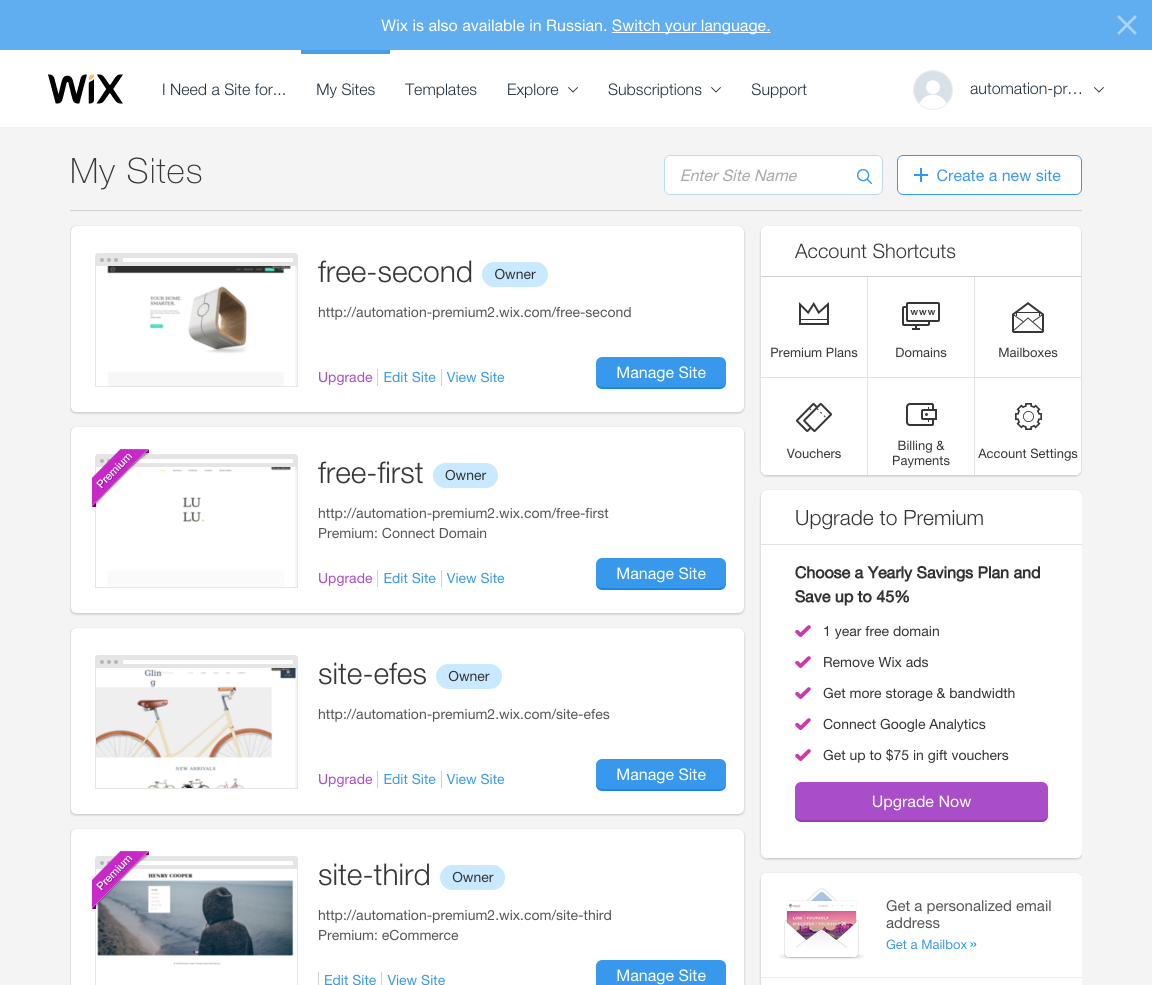 Wix is also available in Russian. Switch your language.
WiX
I Need a Site for...
My Sites
Templates
Explore
Subscriptions
Support
automation-pr...
My Sites
Enter Site Name
Create a new site
free-second
Owner
http://automation-premium2.wix.com/free-second
Upgrade
Edit Site
View Site
Manage Site
YOUR HOME.
SMARTER.
Premium
LU
LU.
free-first
Owner
http://automation-premium2.wix.com/free-first
Premium: Connect Domain
Upgrade
Edit Site
View Site
Manage Site
Glin
g
NEW ARRIVALS
site-efes
Owner
http://automation-premium2.wix.com/site-efes
Upgrade
Edit Site
View Site
Manage Site
Premium
HENRY COOPER
site-third
Owner
http://automation-premium2.wix.com/site-third
Premium: eCommerce
Edit Site
View Site
Manage Site
Account Shortcuts
Premium Plans
WWW
Domains
Mailboxes
Vouchers
Billing &
Payments
Account Settings
Upgrade to Premium
Choose a Yearly Savings Plan and
Save up to 45%
1 year free domain
Remove Wix ads
Get more storage & bandwidth
Connect Google Analytics
Get up to $75 in gift vouchers
Upgrade Now
Get a personalized email
address
Get a Mailbox »